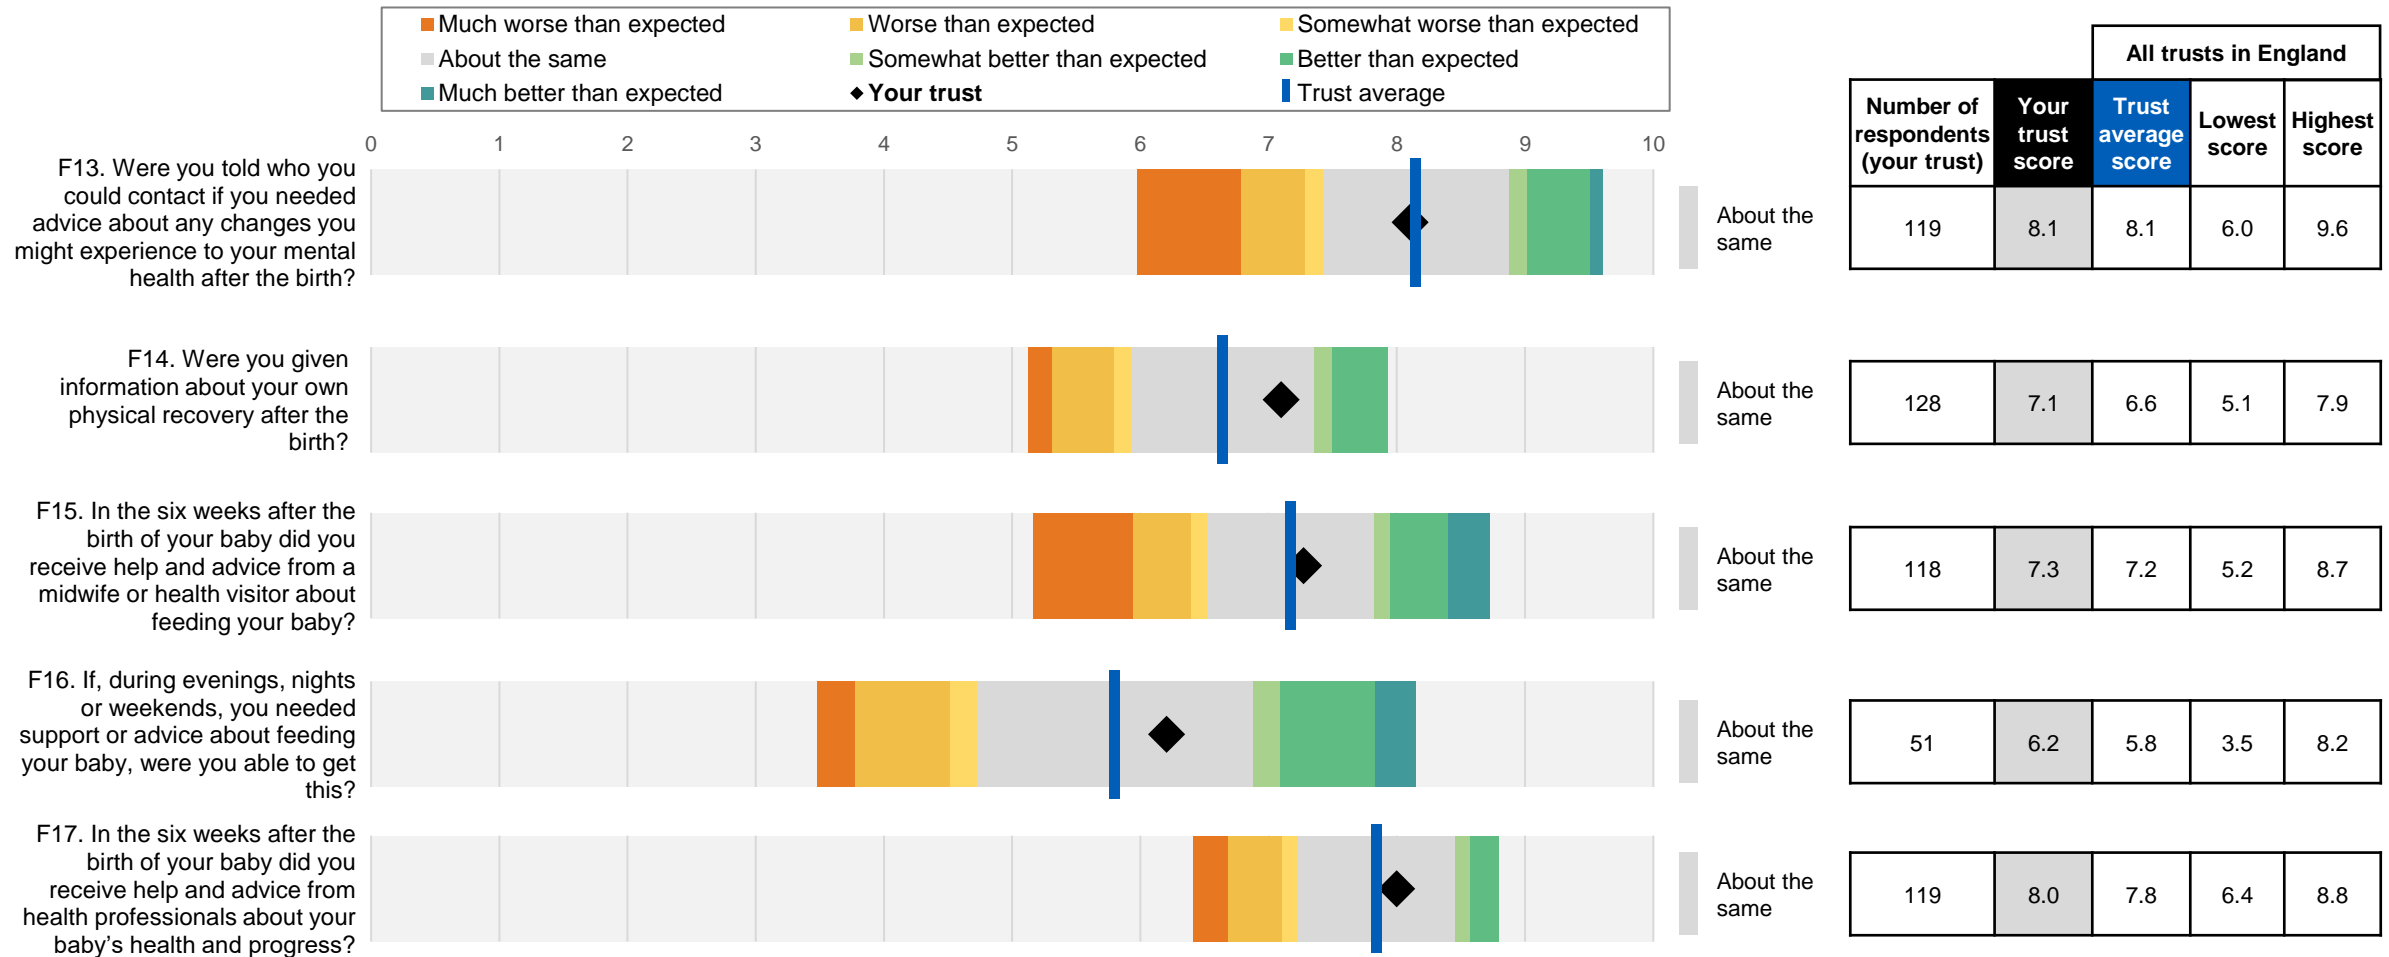 Much worse than expected
Worse than expected
Somewhat worse than expected
About the same
Somewhat better than expected
Better than expected
Much better than expected
Your trust
Trust average
All trusts in England
Number of
respondents
(your trust)
Your
trust
score
Trust
average
score
Lowest
score
Highest
score
0 1 2 3 4 5 6 7 8 9 10
F13. Were you told who you
could contact if you needed
advice about any changes you
might experience to your mental
health after the birth?
About the
same
119 8.1 8.1 6.0 9.6
F14. Were you given
information about your own
physical recovery after the
birth?
About the
same
128 7.1 6.6 5.1 7.9
F15. In the six weeks after the
birth of your baby did you
receive help and advice from a
midwife or health visitor about
feeding your baby?
About the
same
118 7.3 7.2 5.2 8.7
F16. If, during evenings, nights
or weekends, you needed
support or advice about feeding
your baby, were you able to get
this?
About the
same
51 6.2 5.8 3.5 8.2
F17. In the six weeks after the
birth of your baby did you
receive help and advice from
health professionals about your
baby’s health and progress?
About the
same
119 8.0 7.8 6.4 8.8